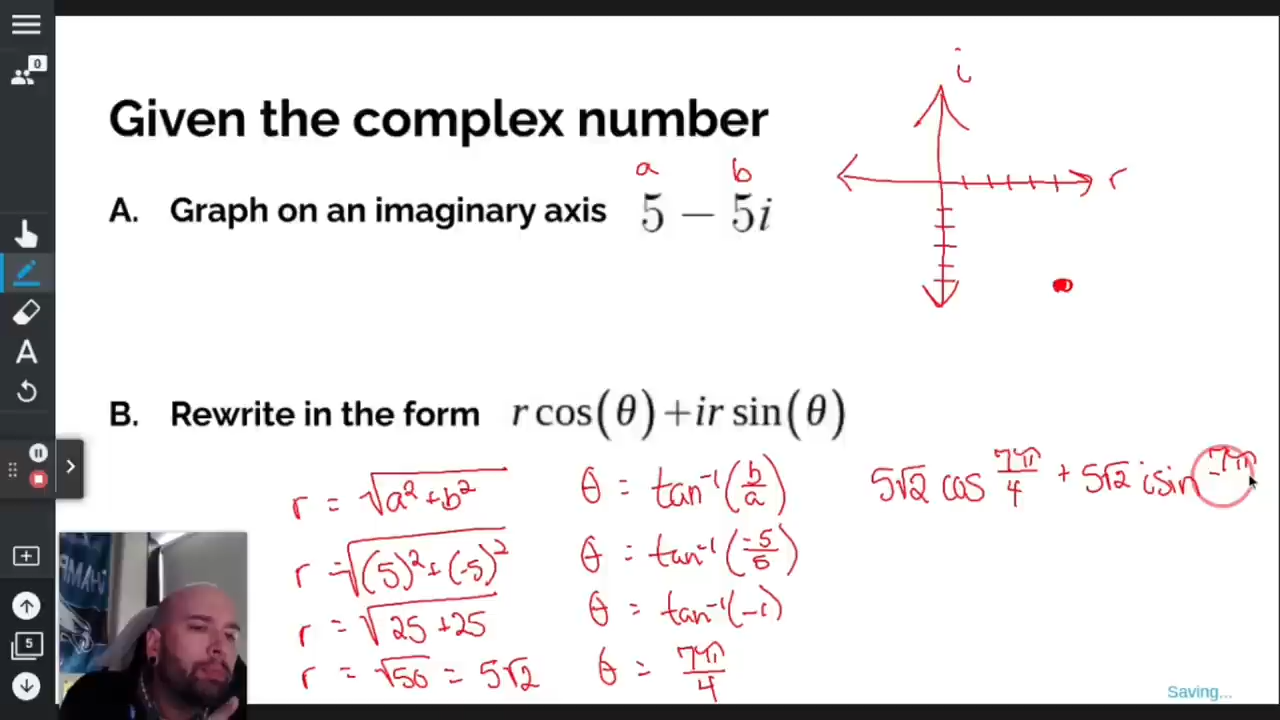 0
i
Given the complex number
a b
A. Graph on an imaginary axis 5 − 5i
r
B. Rewrite in the form r cos(θ)+ir sin(θ)
r = √a² + b²
θ = tan⁻¹(b/a)
5√2 cos 7π/4 + 5√2 i sin 7π
r = √(5)² + (-5)²
θ = tan⁻¹(-5/5)
r = √25 + 25
θ = tan⁻¹(-1)
r = √50 = 5√2
θ = 7π/4
A
5
Saving...